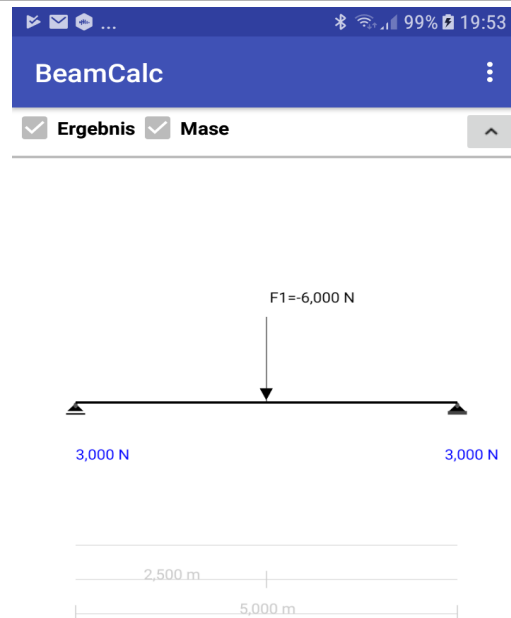 ... 99% 19:53
BeamCalc
Ergebnis Mase
F1=-6,000 N
3,000 N 3,000 N
2,500 m
5,000 m